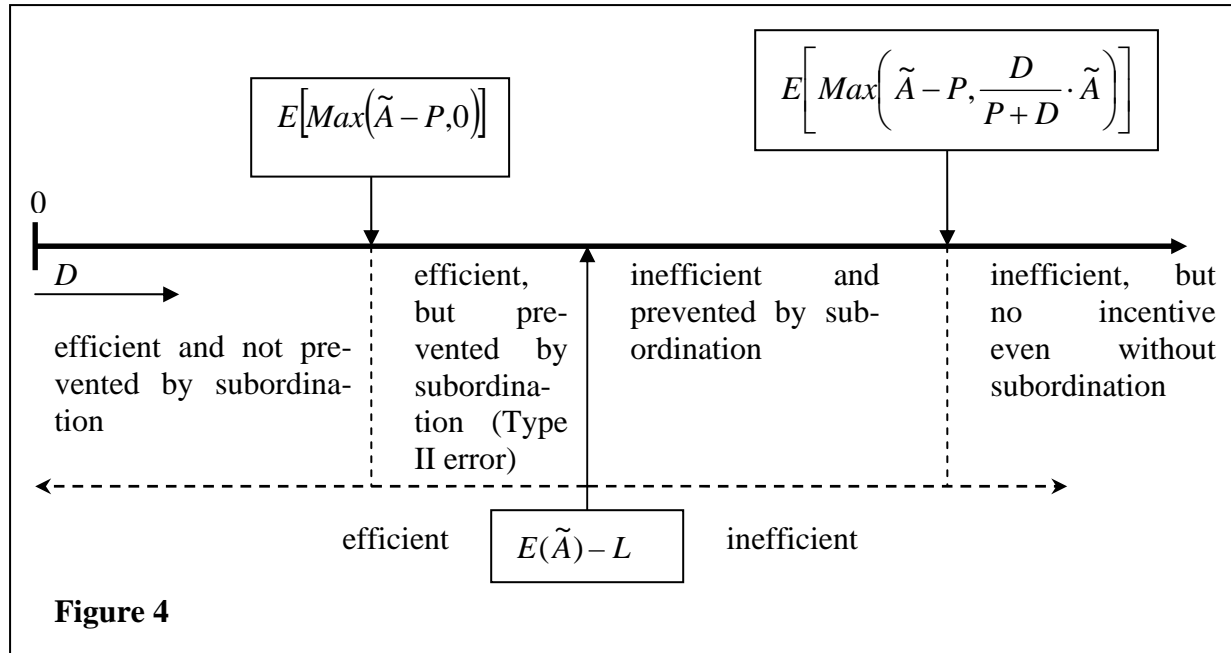 E[Max(Ã − P,0)]
E[Max(Ã − P, D/(P + D) · Ã)]
0
D
efficient and not pre-
vented by subordina-
tion
efficient,
but pre-
vented by
subordina-
tion (Type
II error)
inefficient and
prevented by sub-
ordination
inefficient, but
no incentive
even without
subordination
efficient
E(Ã) − L
inefficient
Figure 4